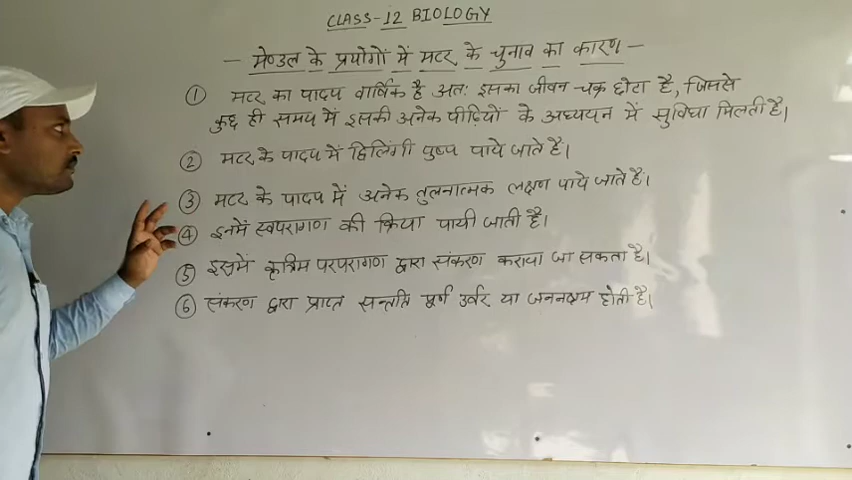 CLASS-12 BIOLOGY
- मेण्डल के प्रयोगों में मटर के चुनाव का कारण -
① मटर का पादप वार्षिक है अतः इसका जीवन-चक्र छोटा है, जिससे
कुछ ही समय में इसकी अनेक पीढ़ियों के अध्ययन में सुविधा मिलती है।
② मटर के पादप में द्विलिंगी पुष्प पाये जाते है।
③ मटर के पादप में अनेक तुलनात्मक लक्षण पाये जाते है।
④ इनमें स्वपरागण की क्रिया पायी जाती है।
⑤ इसमें कृत्रिम परपरागण द्वारा संकरण कराया जा सकता है।
⑥ संकरण द्वारा प्राप्त सन्तति पूर्ण उर्वर या जननक्षम होती है।